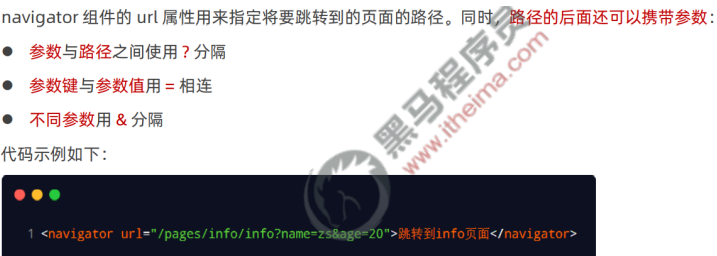 navigator 组件的 url 属性用来指定将要跳转到的页面的路径。同时，路径的后面还可以携带参数：
● 参数与路径之间使用 ? 分隔
● 参数键与参数值用 = 相连
● 不同参数用 & 分隔
代码示例如下：
1 <navigator url="/pages/info/info?name=zs&age=20">跳转到info页面</navigator>
黑马程序员
www.itheima.com